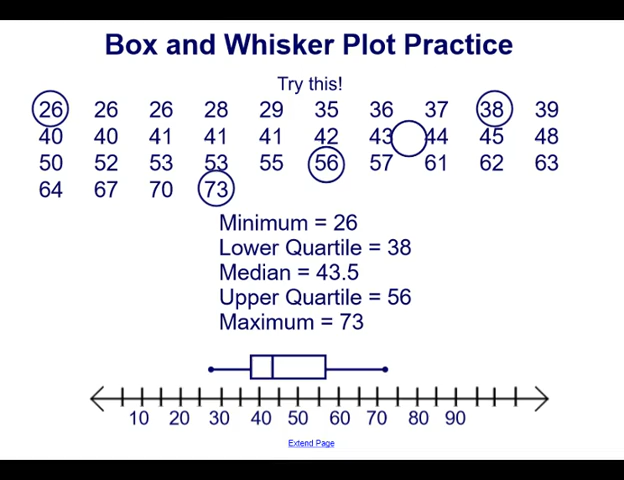 Box and Whisker Plot Practice
Try this!
26 26 26 28 29 35 36 37 38 39
40 40 41 41 41 42 43 44 45 48
50 52 53 53 55 56 57 61 62 63
64 67 70 73
Minimum = 26
Lower Quartile = 38
Median = 43.5
Upper Quartile = 56
Maximum = 73
10 20 30 40 50 60 70 80 90
Extend Page